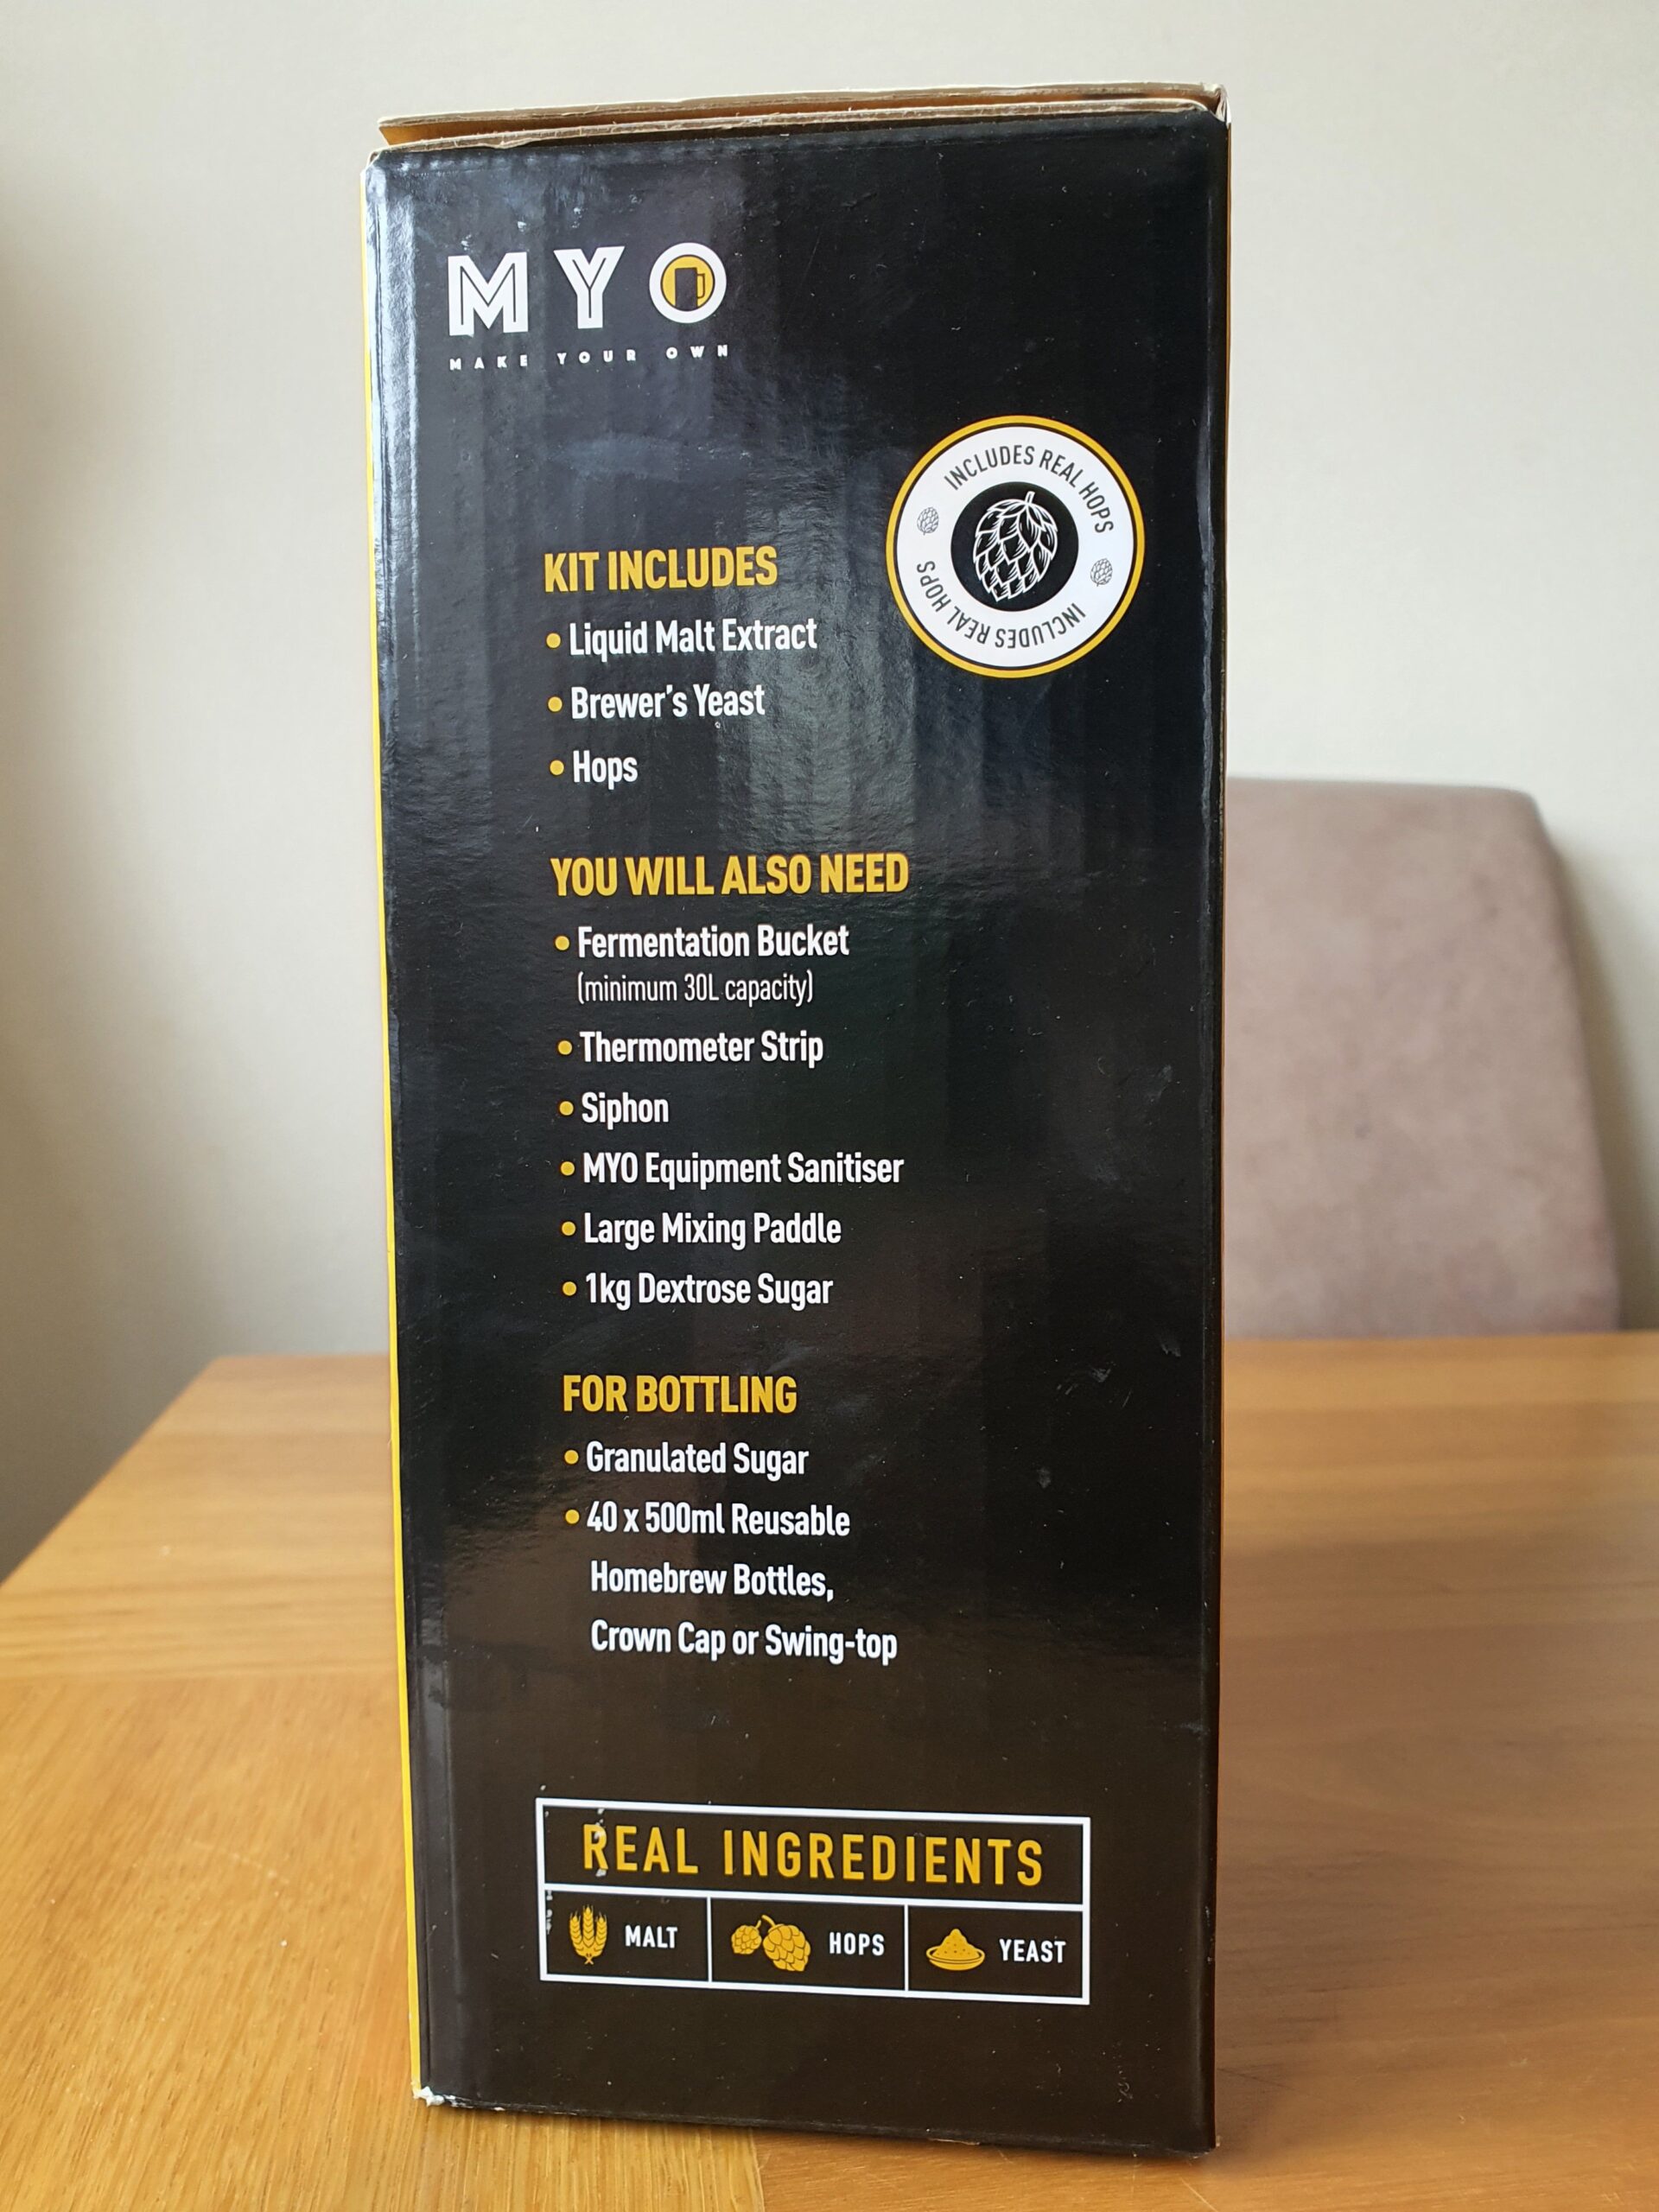 MYO
MAKE YOUR OWN
INCLUDES REAL HOPS
INCLUDES REAL HOPS
KIT INCLUDES
• Liquid Malt Extract
• Brewer's Yeast
• Hops
YOU WILL ALSO NEED
• Fermentation Bucket
(minimum 30L capacity)
• Thermometer Strip
• Siphon
• MYO Equipment Sanitiser
• Large Mixing Paddle
• 1kg Dextrose Sugar
FOR BOTTLING
• Granulated Sugar
• 40 x 500ml Reusable
Homebrew Bottles,
Crown Cap or Swing-top
REAL INGREDIENTS
MALT HOPS YEAST